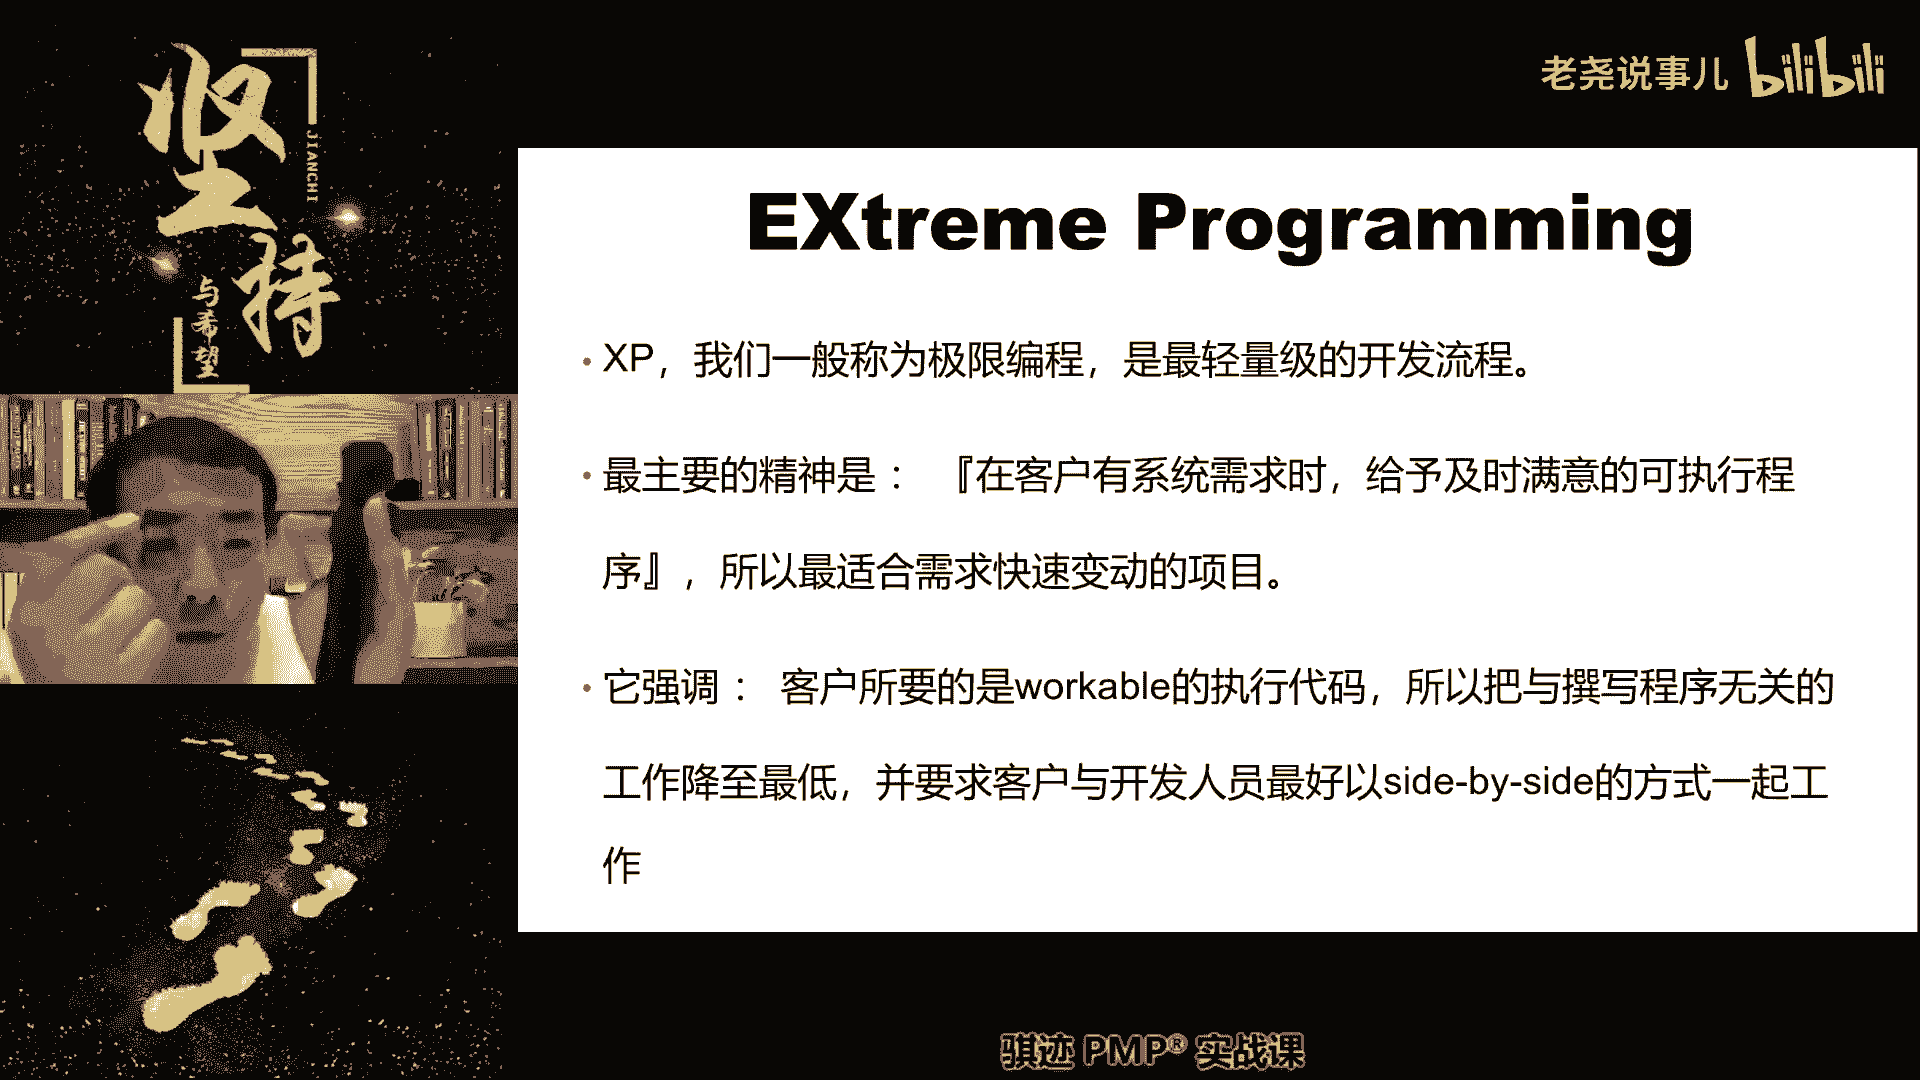 坚持
JIANCHI
与希望
老尧说事儿 bilibili
EXtreme Programming
• XP，我们一般称为极限编程，是最轻量级的开发流程。
• 最主要的精神是： 『在客户有系统需求时，给予及时满意的可执行程
序』，所以最适合需求快速变动的项目。
• 它强调： 客户所要的是workable的执行代码，所以把与撰写程序无关的
工作降至最低，并要求客户与开发人员最好以side-by-side的方式一起工
作
骐迹 PMP® 实战课